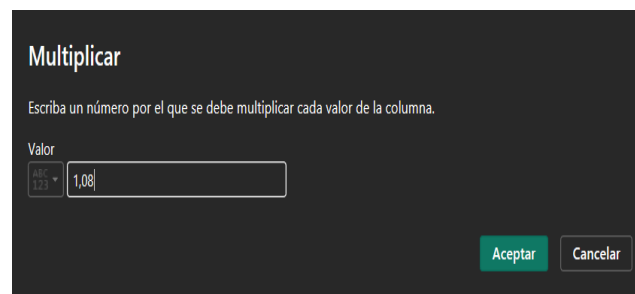 Multiplicar
Escriba un número por el que se debe multiplicar cada valor de la columna.
Valor
ABC
123
1,08
Aceptar
Cancelar